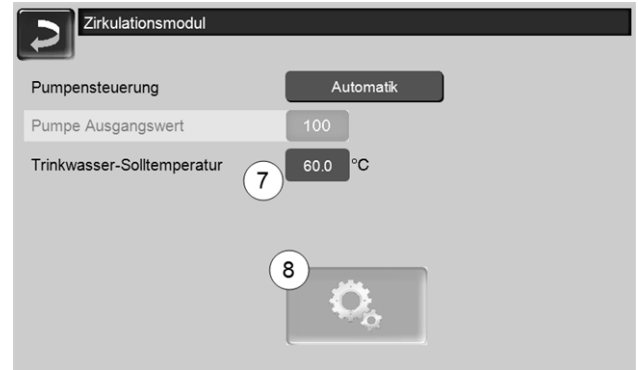 Zirkulationsmodul
Pumpensteuerung Automatik
Pumpe Ausgangswert 100
Trinkwasser-Solltemperatur 7 60.0 °C
8